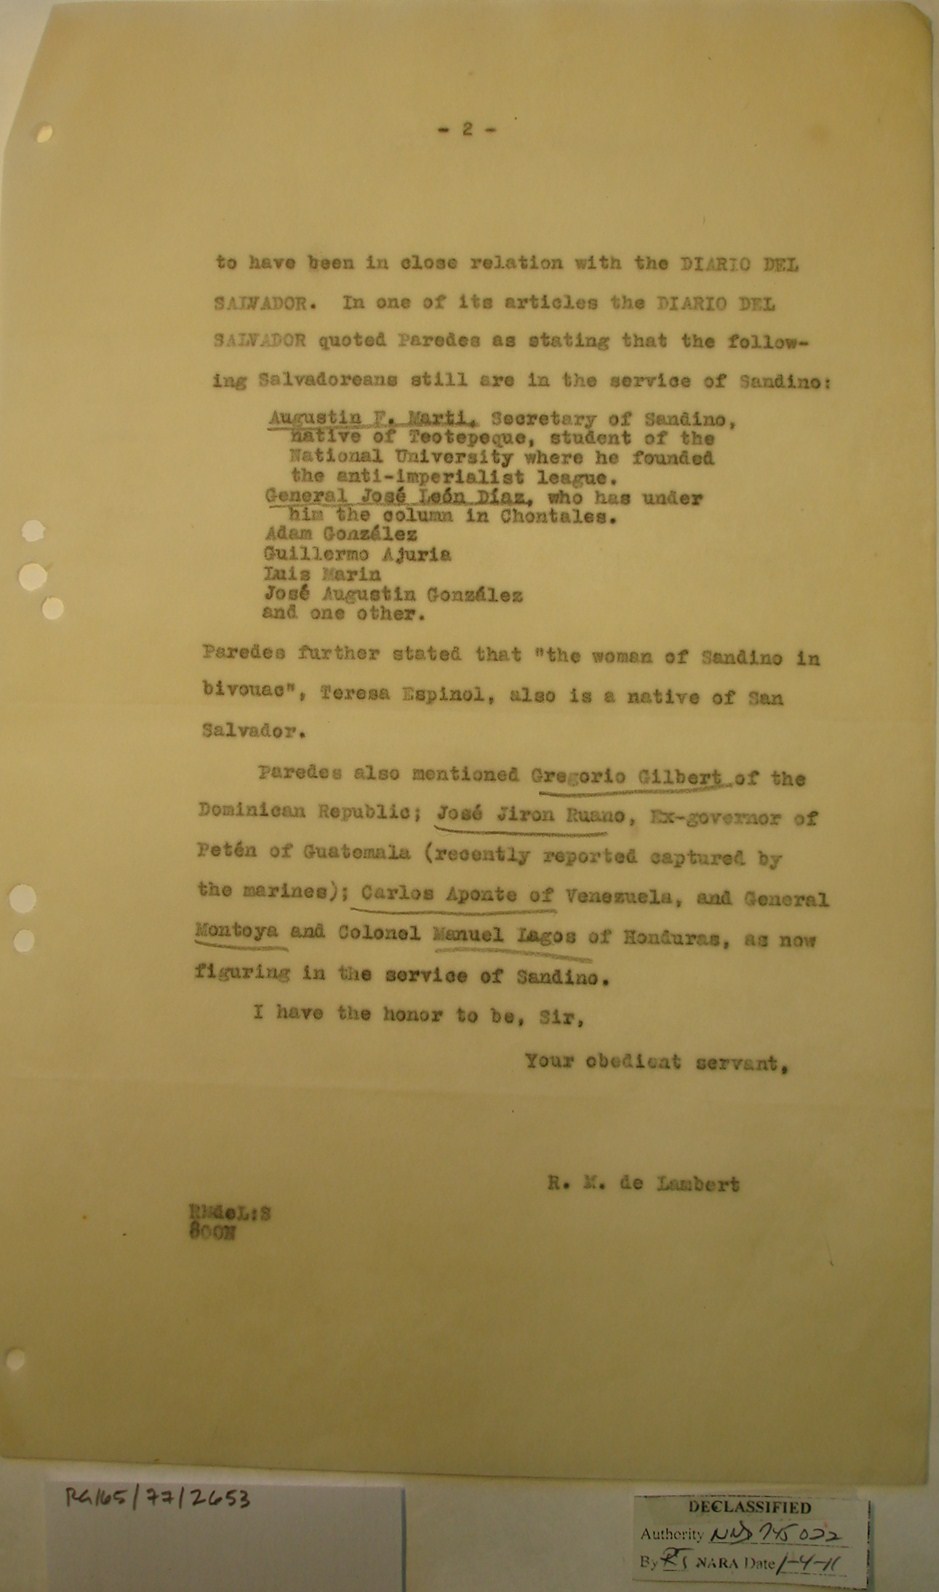 - 2 -
to have been in close relation with the DIARIO DEL
SALVADOR. In one of its articles the DIARIO DEL
SALVADOR quoted Paredes as stating that the follow-
ing Salvadoreans still are in the service of Sandino:
Augustin F. Marti, Secretary of Sandino,
native of Teotepeque, student of the
National University where he founded
the anti-imperialist league.
General José León Díaz, who has under
him the column in Chontales.
Adam González
Guillermo Ajuria
Luis Marin
José Augustin González
and one other.
Paredes further stated that "the woman of Sandino in
bivouac", Teresa Espinol, also is a native of San
Salvador.
Paredes also mentioned Gregorio Gilbert of the
Dominican Republic; José Jiron Ruano, Ex-governor of
Petén of Guatemala (recently reported captured by
the marines); Carlos Aponte of Venezuela, and General
Montoya and Colonel Manuel Lagos of Honduras, as now
figuring in the service of Sandino.
I have the honor to be, Sir,
Your obedient servant,
R. M. de Lambert
RMdeL:S
800N
RG165/77/2653
DECLASSIFIED
Authority NND 745022
By NARA Date 1-4-11